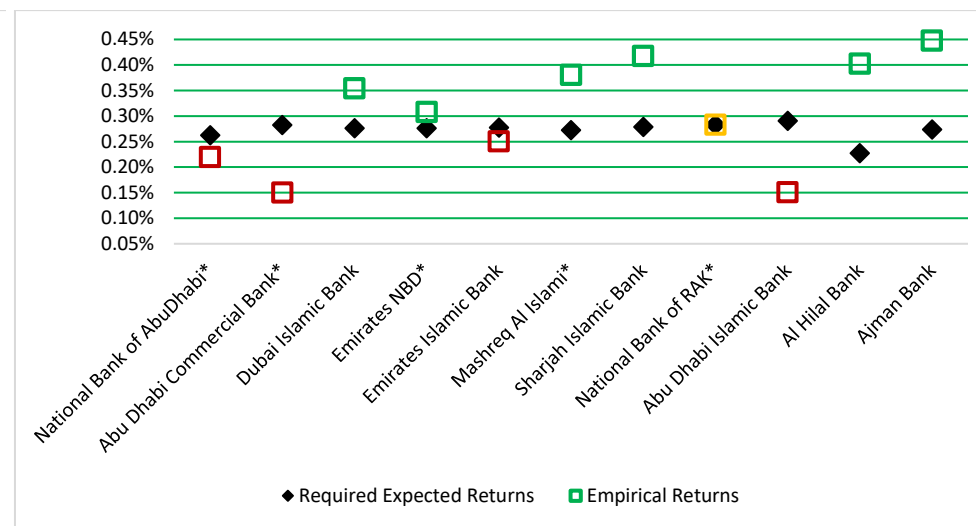 0.45%
0.40%
0.35%
0.30%
0.25%
0.20%
0.15%
0.10%
0.05%
National Bank of AbuDhabi*
Abu Dhabi Commercial Bank*
Dubai Islamic Bank
Emirates NBD*
Emirates Islamic Bank
Mashreq Al Islami*
Sharjah Islamic Bank
National Bank of RAK*
Abu Dhabi Islamic Bank
Al Hilal Bank
Ajman Bank
Required Expected Returns
Empirical Returns